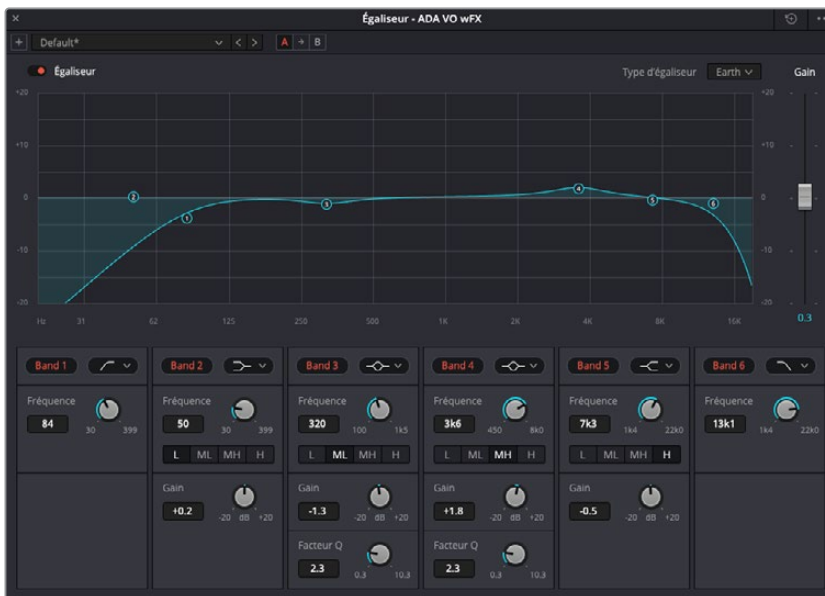 Égaliseur - ADA VO wFX
Default*
A B
Égaliseur
Type d'égaliseur Earth Gain
+20 +20
+10 +10
0 0
-10 -10
-20 -20
Hz 31 62 125 250 500 1K 2K 4K 8K 16K
0.3
2 1 3 4 5 6
Band 1 Band 2 Band 3 Band 4 Band 5 Band 6
Fréquence Fréquence Fréquence Fréquence Fréquence Fréquence
84 50 320 3k6 7k3 13k1
30 399 30 399 100 1k5 450 8k0 1k4 22k0 1k4 22k0
L ML MH H L ML MH H L ML MH H L ML MH H
Gain Gain Gain Gain
+0.2 -1.3 +1.8 -0.5
-20 dB +20 -20 dB +20 -20 dB +20 -20 dB +20
Facteur Q Facteur Q
2.3 2.3
0.3 10.3 0.3 10.3